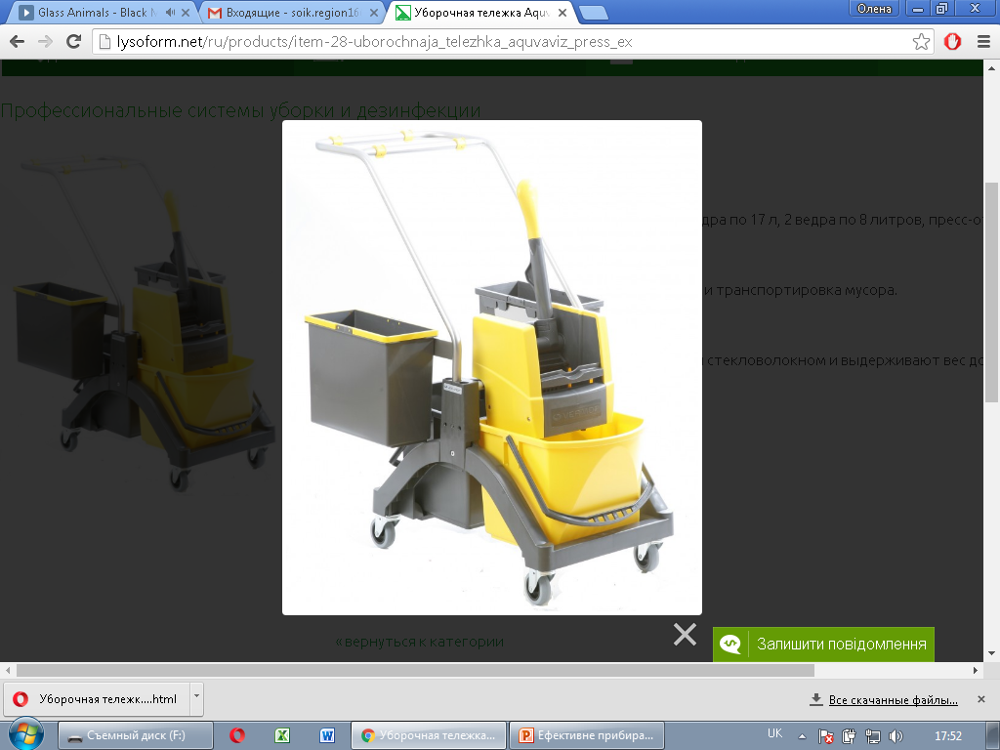 Glass Animals - Black M
Входящие - soik.region16
Уборочная тележка Aquv
Олена
lysoform.net/ru/products/item-28-uborochnaja_telezhka_aquvaviz_press_ex
Профессиональные системы уборки и дезинфекции
дра по 17 л, 2 ведра по 8 литров, пресс-о
и транспортировка мусора.
стекловолокном и выдерживают вес до
« вернуться к категории
Залишити повідомлення
Уборочная тележк....html
Все скачанные файлы...
Съемный диск (F:)
Уборочная тележка...
Ефективне прибира...
UK
17:52